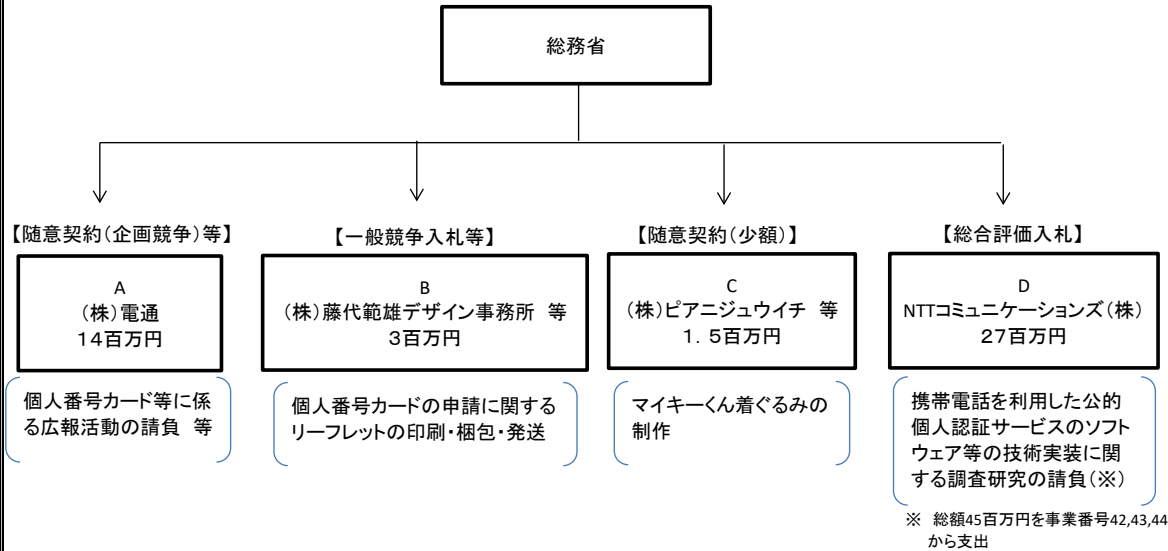 総務省
【随意契約(企画競争)等】
A
(株)電通
14百万円
個人番号カード等に係
る広報活動の請負 等
【一般競争入札等】
B
(株)藤代範雄デザイン事務所 等
3百万円
個人番号カードの申請に関する
リーフレットの印刷・梱包・発送
【随意契約(少額)】
C
(株)ピアニジュウイチ 等
1.5百万円
マイキーくん着ぐるみの
制作
【総合評価入札】
D
NTTコミュニケーションズ(株)
27百万円
携帯電話を利用した公的
個人認証サービスのソフト
ウェア等の技術実装に関
する調査研究の請負(※)
※ 総額45百万円を事業番号42,43,44
から支出